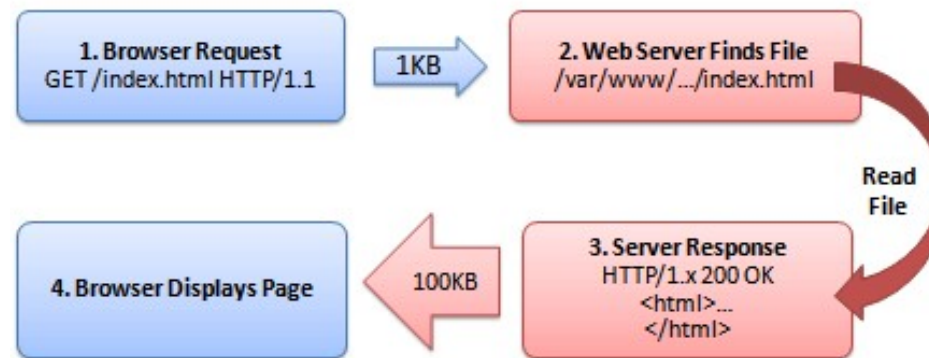 1. Browser Request
GET /index.html HTTP/1.1
1KB
2. Web Server Finds File
/var/www/.../index.html
Read
File
3. Server Response
HTTP/1.x 200 OK
<html>...
</html>
100KB
4. Browser Displays Page